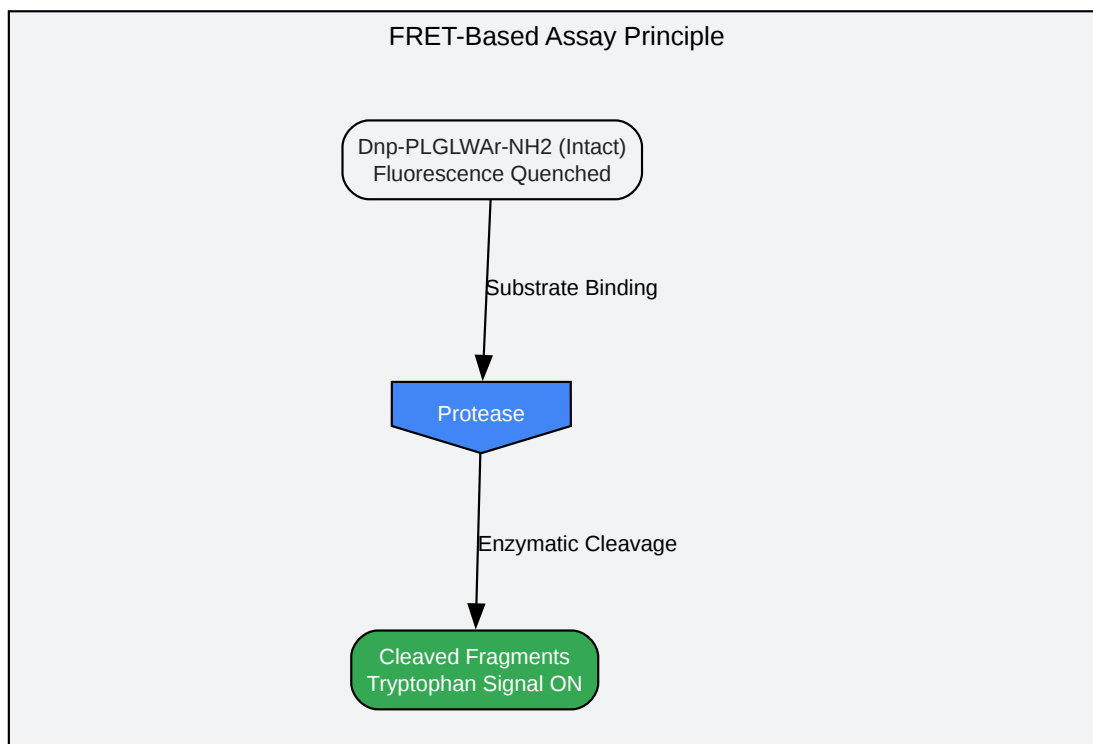 FRET-Based Assay Principle
Dnp-PLGLWAr-NH2 (Intact)
Fluorescence Quenched
Substrate Binding
Protease
Enzymatic Cleavage
Cleaved Fragments
Tryptophan Signal ON